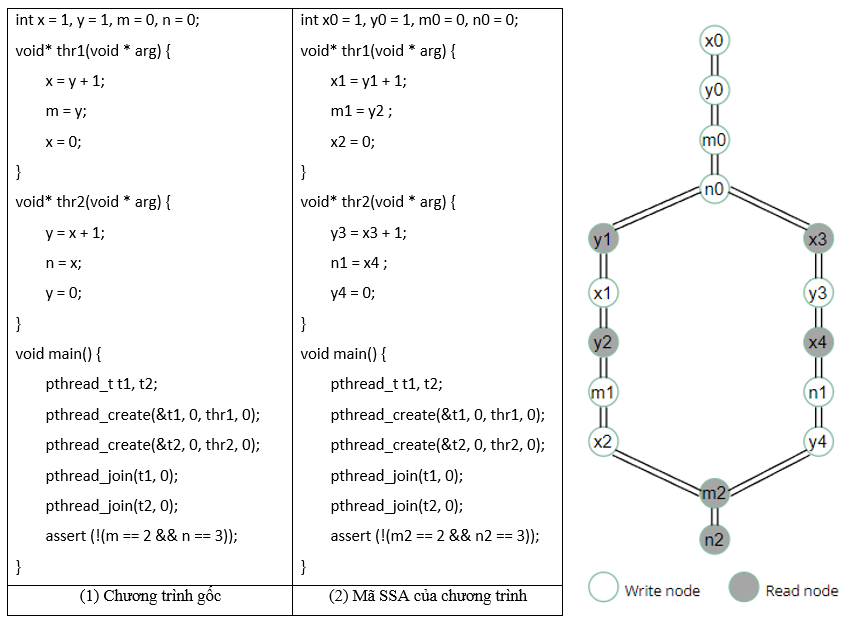 int x = 1, y = 1, m = 0, n = 0;
void* thr1(void * arg) {
x = y + 1;
m = y;
x = 0;
}
void* thr2(void * arg) {
y = x + 1;
n = x;
y = 0;
}
void main() {
pthread_t t1, t2;
pthread_create(&t1, 0, thr1, 0);
pthread_create(&t2, 0, thr2, 0);
pthread_join(t1, 0);
pthread_join(t2, 0);
assert (!(m == 2 && n == 3));
}
(1) Chương trình gốc
int x0 = 1, y0 = 1, m0 = 0, n0 = 0;
void* thr1(void * arg) {
x1 = y1 + 1;
m1 = y2 ;
x2 = 0;
}
void* thr2(void * arg) {
y3 = x3 + 1;
n1 = x4 ;
y4 = 0;
}
void main() {
pthread_t t1, t2;
pthread_create(&t1, 0, thr1, 0);
pthread_create(&t2, 0, thr2, 0);
pthread_join(t1, 0);
pthread_join(t2, 0);
assert (!(m2 == 2 && n2 == 3));
}
(2) Mã SSA của chương trình
x0
y0
m0
n0
y1 x3
x1 y3
y2 x4
m1 n1
x2 y4
m2
n2
Write node Read node